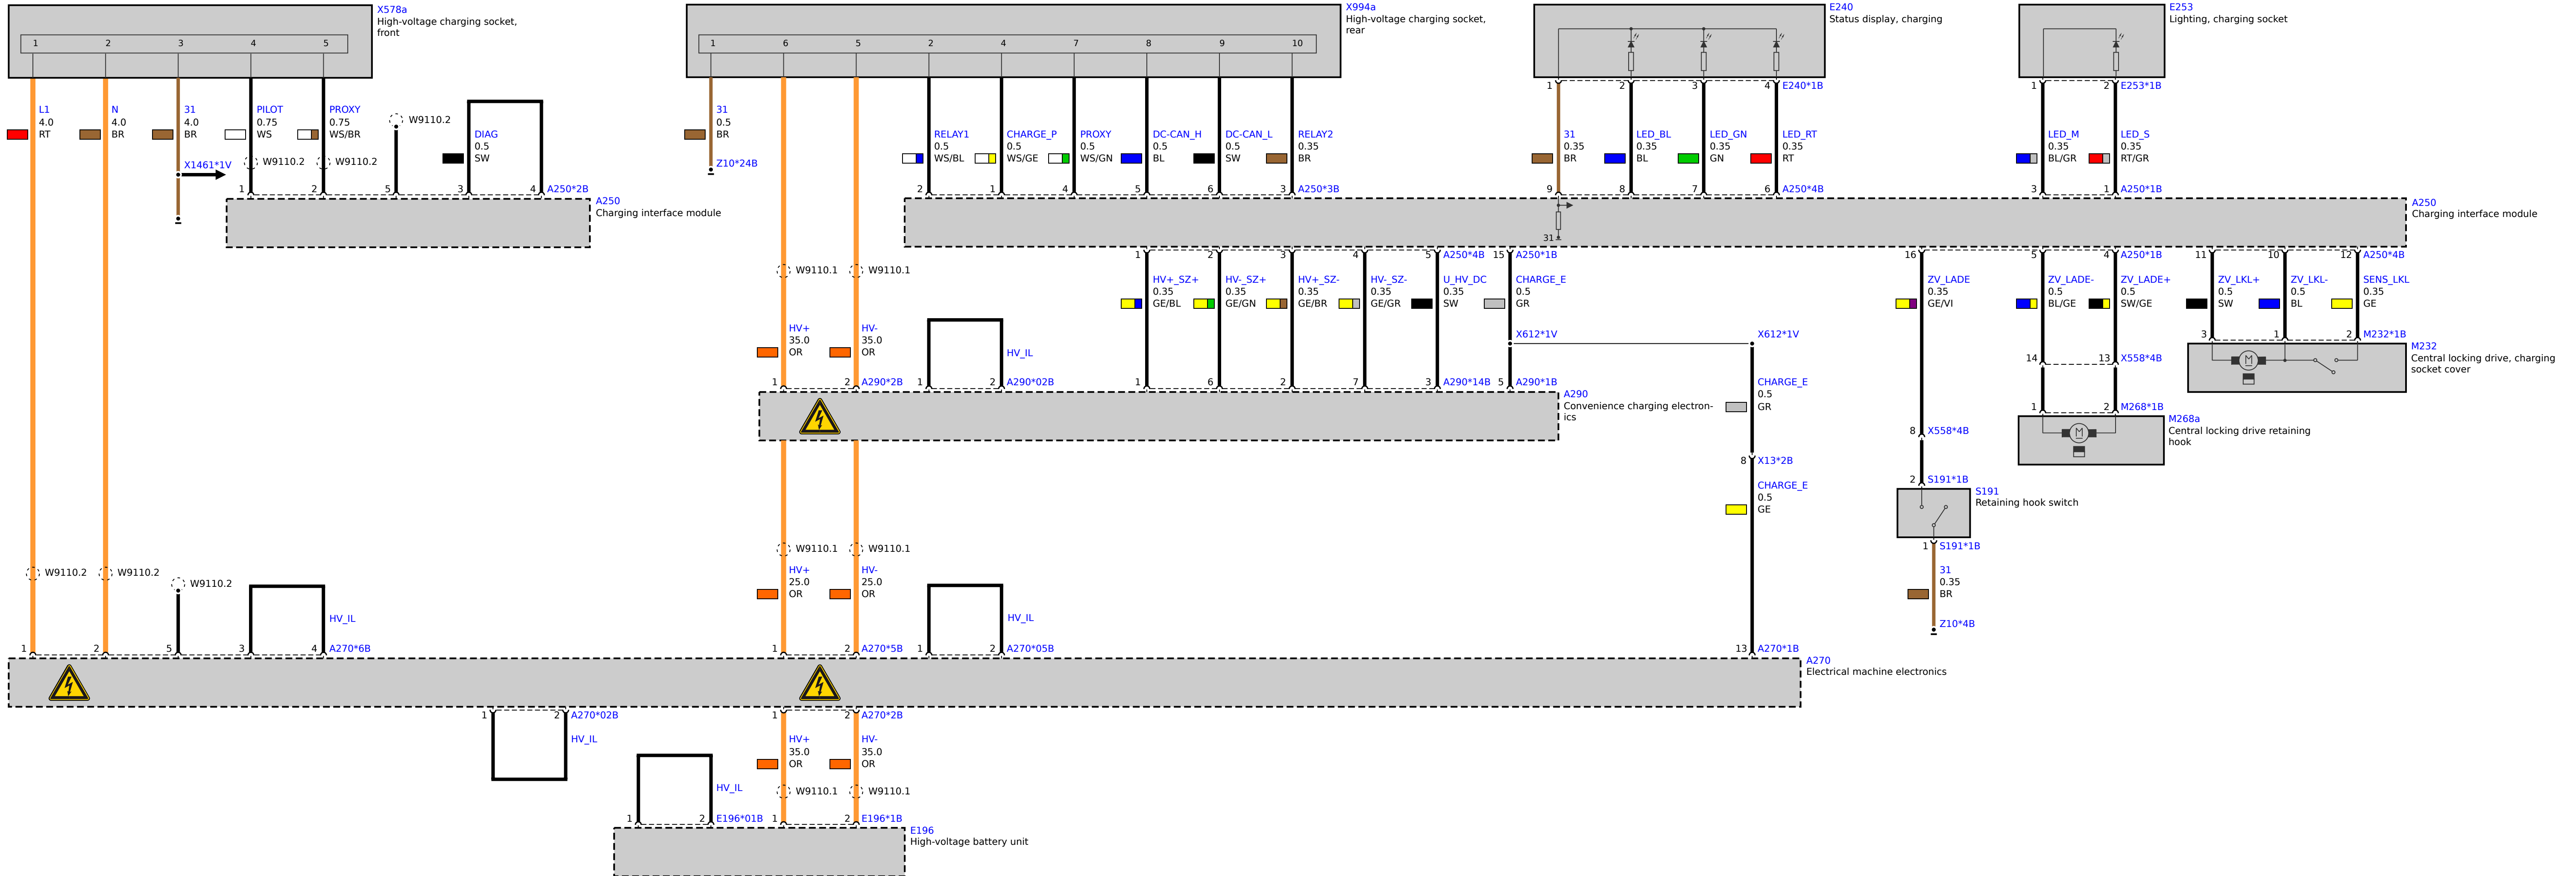 X578a
High-voltage charging socket,
front
1 2 3 4 5
X994a
High-voltage charging socket,
rear
1 6 5 2 4 7 8 9 10
E240
Status display, charging
E253
Lighting, charging socket
1 2 3 4 E240*1B
1 2 E253*1B
L1
4.0
RT
N
4.0
BR
31
4.0
BR
PILOT
0.75
WS
PROXY
0.75
WS/BR
W9110.2
DIAG
0.5
SW
X1461*1V
W9110.2
W9110.2
1 2 5 3 4 A250*2B
A250
Charging interface module
31
0.5
BR
Z10*24B
RELAY1
0.5
WS/BL
CHARGE_P
0.5
WS/GE
PROXY
0.5
WS/GN
DC-CAN_H
0.5
BL
DC-CAN_L
0.5
SW
RELAY2
0.35
BR
2 1 4 5 6 3 A250*3B
31
0.35
BR
LED_BL
0.35
BL
LED_GN
0.35
GN
LED_RT
0.35
RT
9 8 7 6 A250*4B
LED_M
0.35
BL/GR
LED_S
0.35
RT/GR
3 1 A250*1B
A250
Charging interface module
31
W9110.1
W9110.1
1 2 3 4 5 A250*4B
15 A250*1B
HV+_SZ+
0.35
GE/BL
HV-_SZ+
0.35
GE/GN
HV+_SZ-
0.35
GE/BR
HV-_SZ-
0.35
GE/GR
U_HV_DC
0.35
SW
CHARGE_E
0.5
GR
16
5 4 A250*1B
11 10 12 A250*4B
ZV_LADE
0.35
GE/VI
ZV_LADE-
0.5
BL/GE
ZV_LADE+
0.5
SW/GE
ZV_LKL+
0.5
SW
ZV_LKL-
0.5
BL
SENS_LKL
0.35
GE
HV+
35.0
OR
HV-
35.0
OR
HV_IL
X612*1V
X612*1V
3 1 2 M232*1B
M
M232
Central locking drive, charging
socket cover
14 13 X558*4B
1 2 A290*2B
1 2 A290*02B
1 6 2 7 3 A290*14B
5 A290*1B
A290
Convenience charging electron-
ics
CHARGE_E
0.5
GR
1 2 M268*1B
M
M268a
Central locking drive retaining
hook
8 X558*4B
8 X13*2B
CHARGE_E
0.5
GE
2 S191*1B
S191
Retaining hook switch
1 S191*1B
31
0.35
BR
Z10*4B
W9110.2
W9110.2
W9110.2
HV_IL
W9110.1
W9110.1
HV+
25.0
OR
HV-
25.0
OR
HV_IL
1 2 5 3 4 A270*6B
1 2 A270*5B
1 2 A270*05B
13 A270*1B
A270
Electrical machine electronics
1 2 A270*02B
HV_IL
1 2 A270*2B
HV+
35.0
OR
HV-
35.0
OR
HV_IL
W9110.1
W9110.1
1 2 E196*01B
1 2 E196*1B
E196
High-voltage battery unit